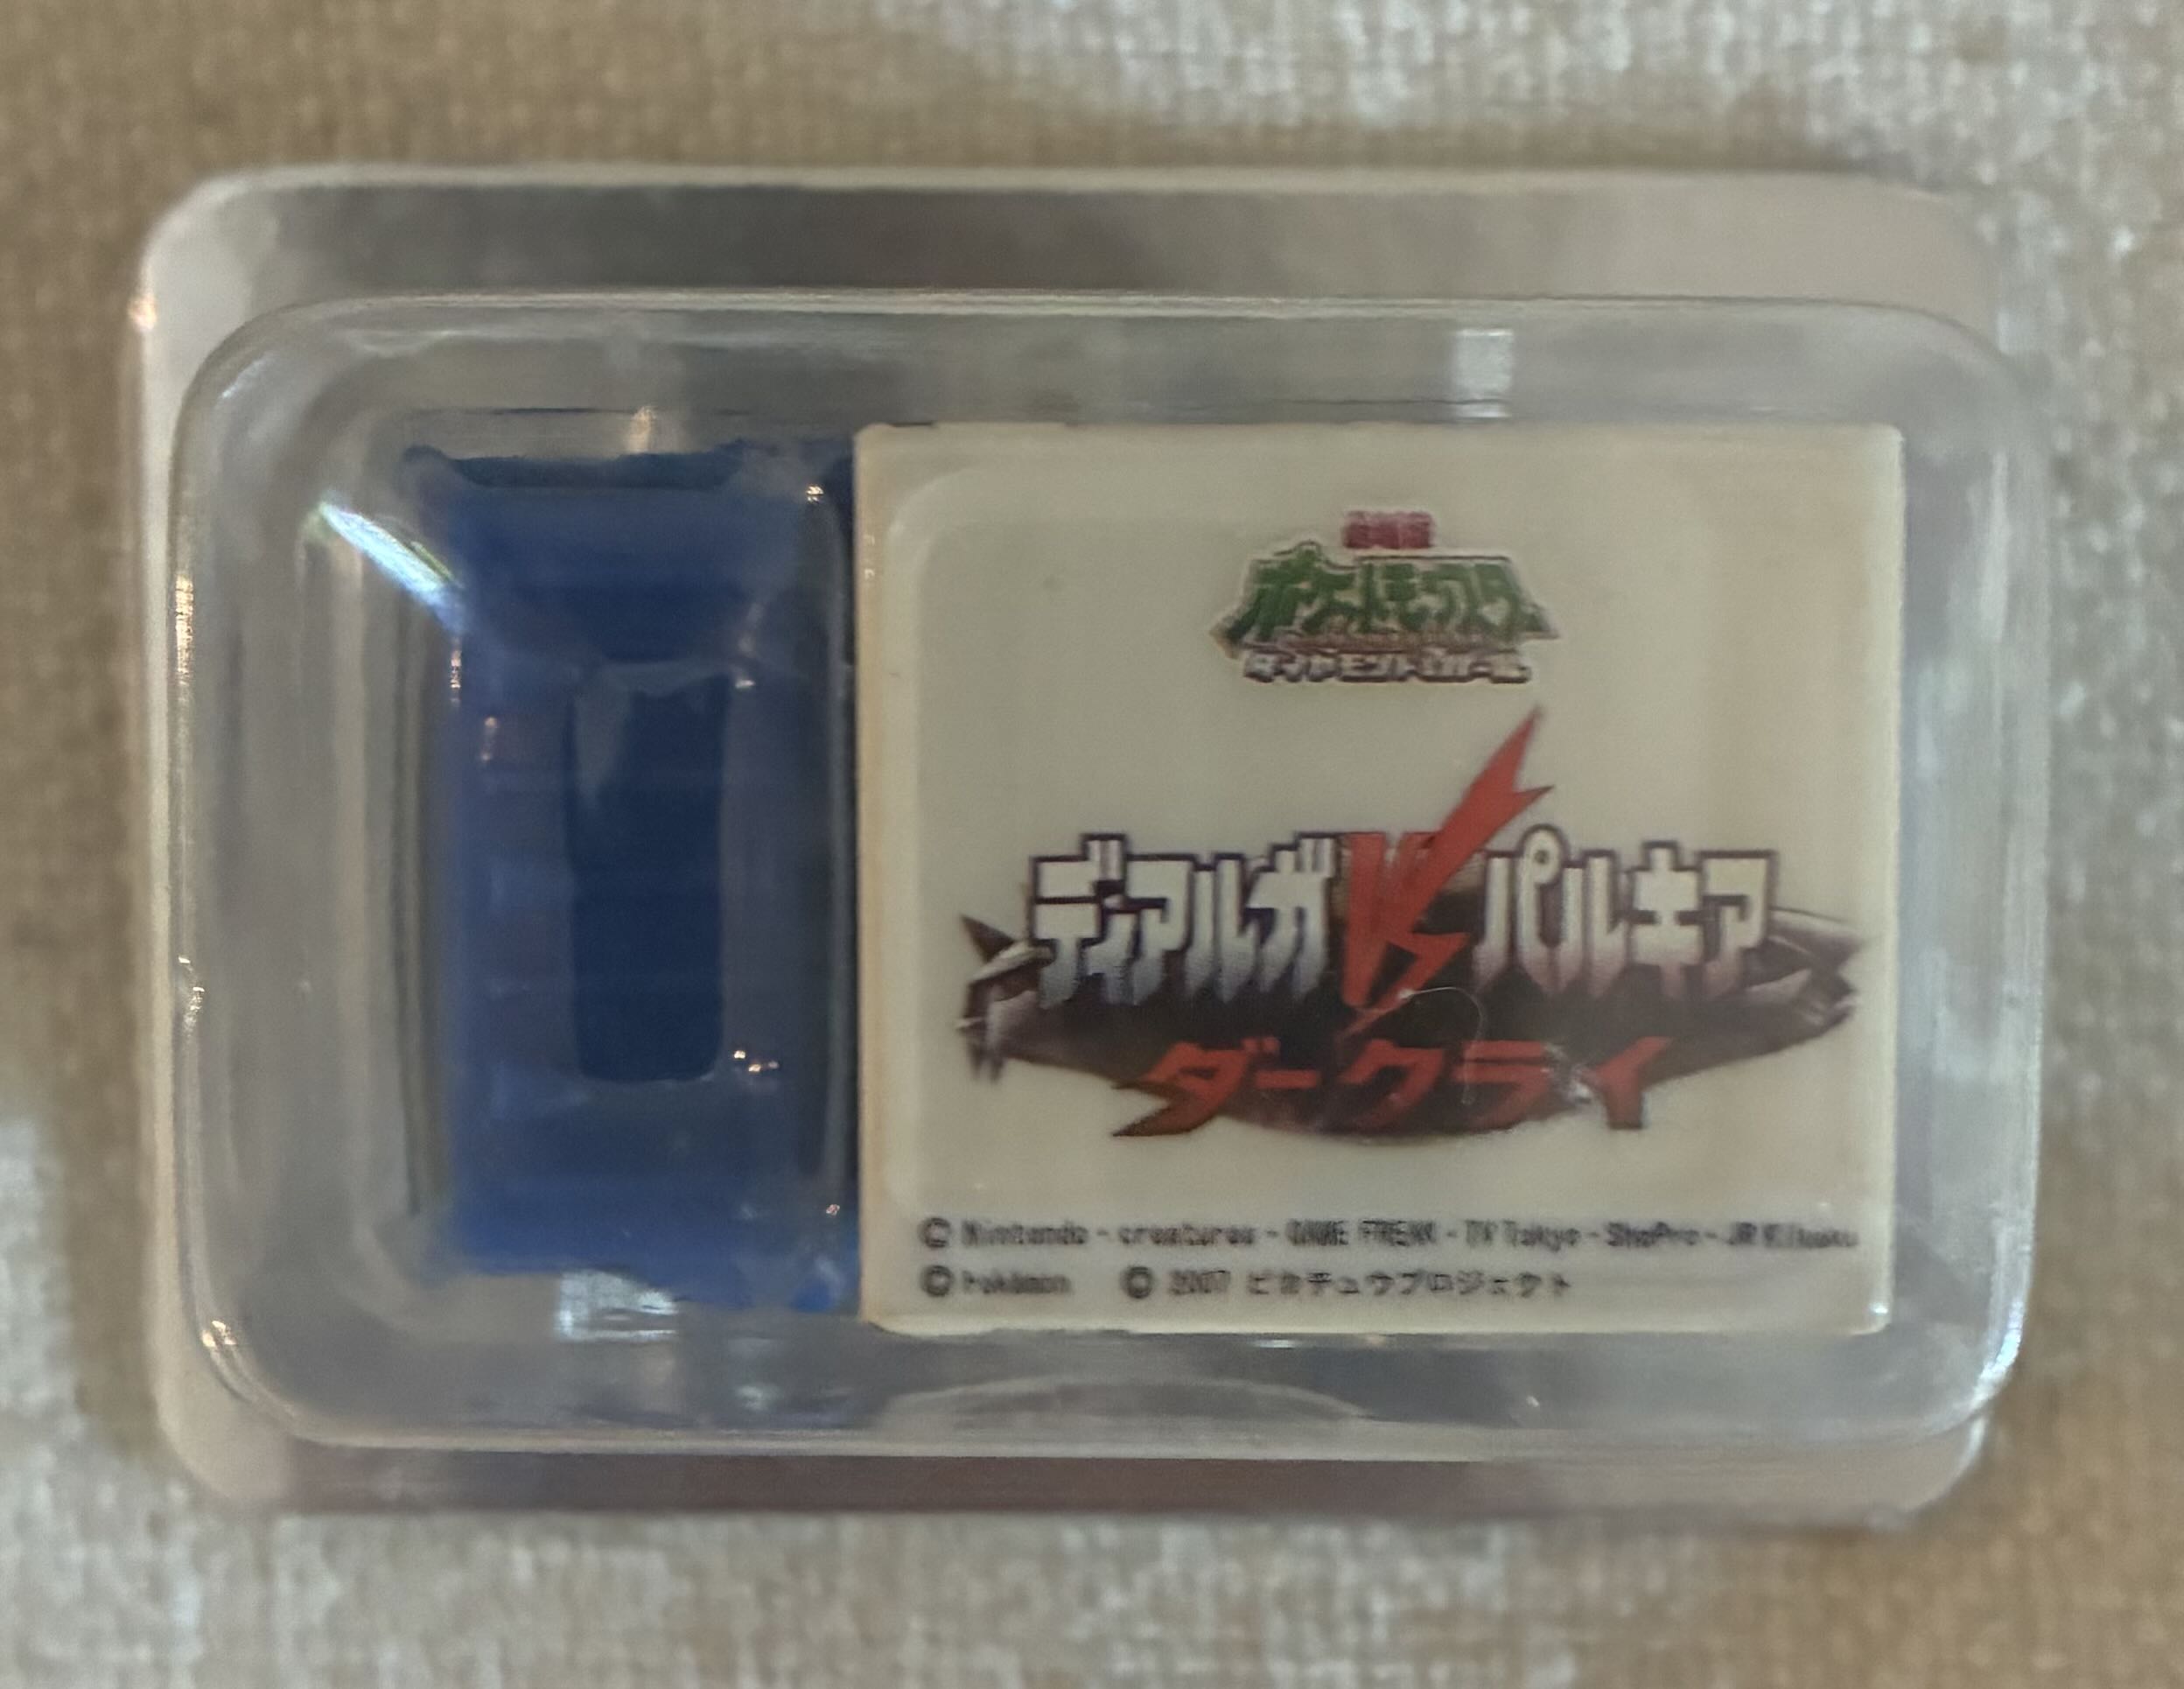 劇場版
ポケットモンスター
ダイヤモンド&パール
ディアルガVSパルキア
ダークライ
© Nintendo・creatures・GAME FREAK・TV Tokyo・ShoPro・JR Kikaku
© Pokémon © 2007 ピカチュウプロジェクト